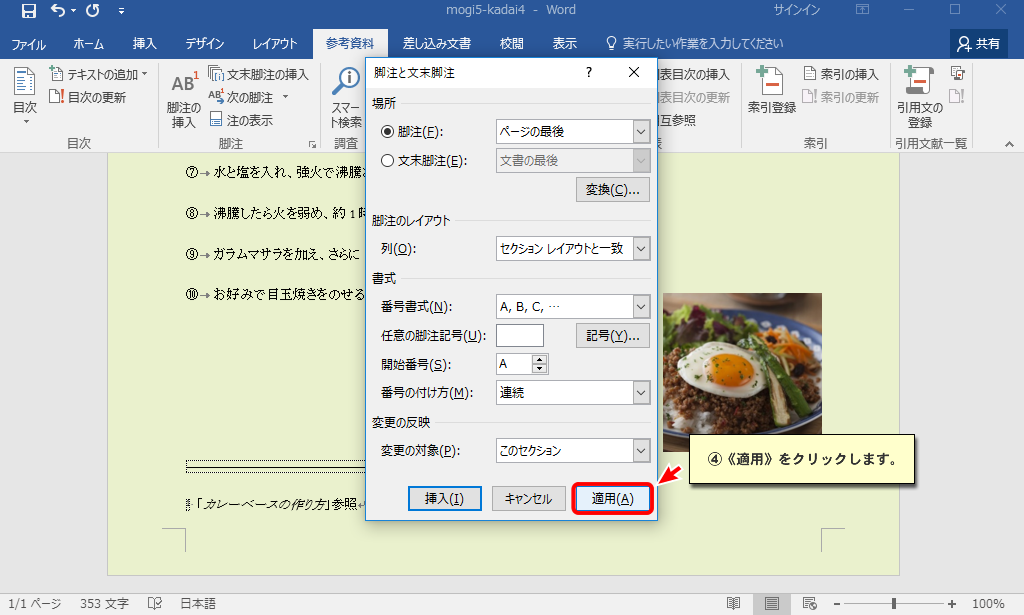 mogi5-kadai4 - Word
サインイン
ファイル ホーム 挿入 デザイン レイアウト 参考資料 差し込み文書 校閲 表示 実行したい作業を入力してください 共有
目次
テキストの追加
目次の更新
目次
AB1
脚注の
挿入
文末脚注の挿入
次の脚注
注の表示
脚注
スマー
ト検索
調査
表目次の挿入
表目次の更新
互参照
索引登録
索引の挿入
索引の更新
索引
引用文の
登録
引用文献一覧
脚注と文末脚注
?
場所
脚注(F): ページの最後
文末脚注(E): 文書の最後
変換(C)...
脚注のレイアウト
列(O): セクション レイアウトと一致
書式
番号書式(N): A, B, C, …
任意の脚注記号(U): 記号(Y)...
開始番号(S): A
番号の付け方(M): 連続
変更の反映
変更の対象(P): このセクション
挿入(I) キャンセル 適用(A)
⑦→水と塩を入れ、強火で沸騰
⑧→沸騰したら火を弱め、約1時
⑨→ガラムマサラを加え、さらに
⑩→お好みで目玉焼きをのせる
④《適用》をクリックします。
「カレーベースの作り方」参照
1/1 ページ 353 文字 日本語 100%